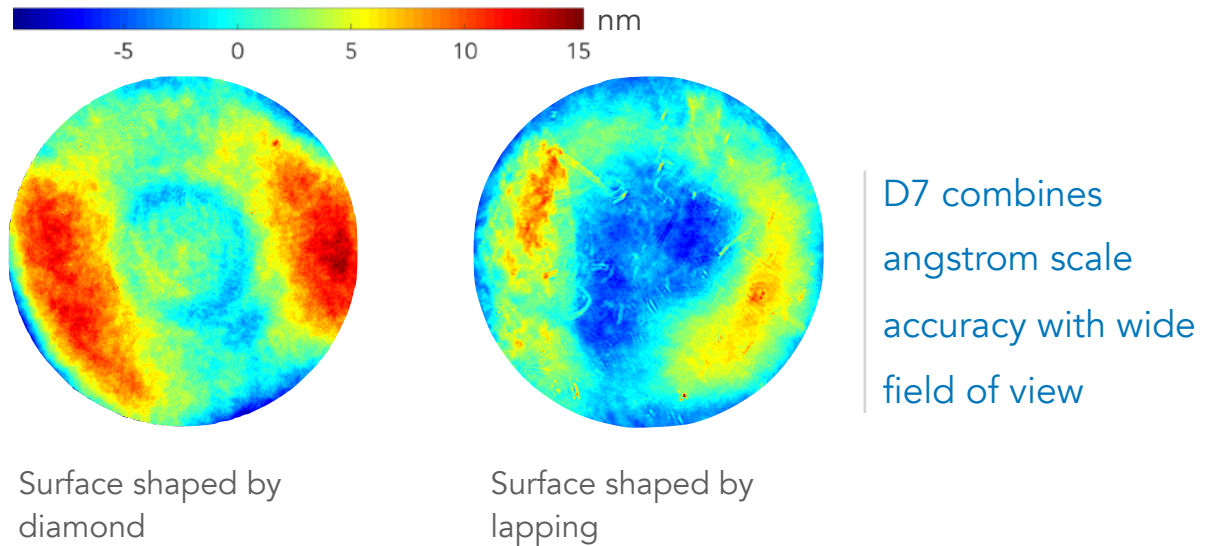 nm
-5 0 5 10 15
D7 combines
angstrom scale
accuracy with wide
field of view
Surface shaped by
diamond
Surface shaped by
lapping